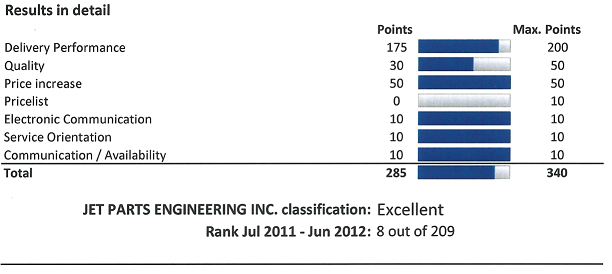 Results in detail
Points Max. Points
Delivery Performance 175 200
Quality 30 50
Price increase 50 50
Pricelist 0 10
Electronic Communication 10 10
Service Orientation 10 10
Communication / Availability 10 10
Total 285 340
JET PARTS ENGINEERING INC. classification: Excellent
Rank Jul 2011 - Jun 2012: 8 out of 209